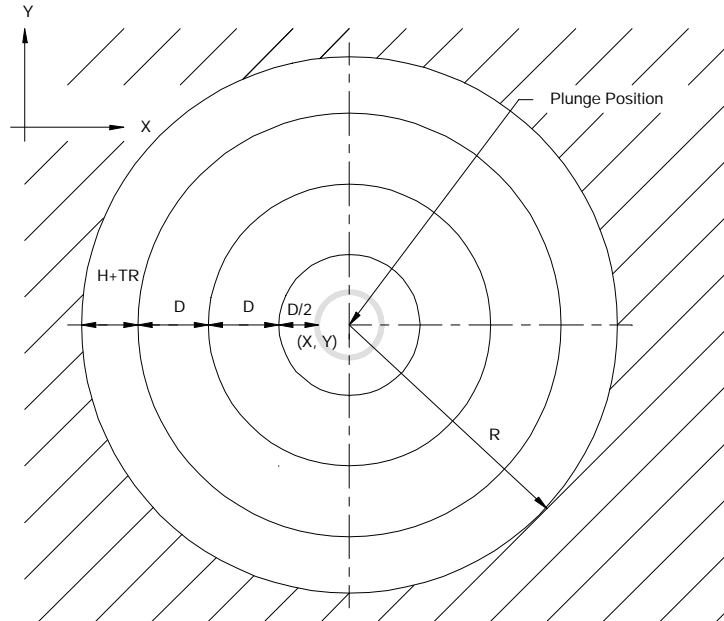 Y
Plunge Position
X
H+TR
D
D
D/2
(X, Y)
R